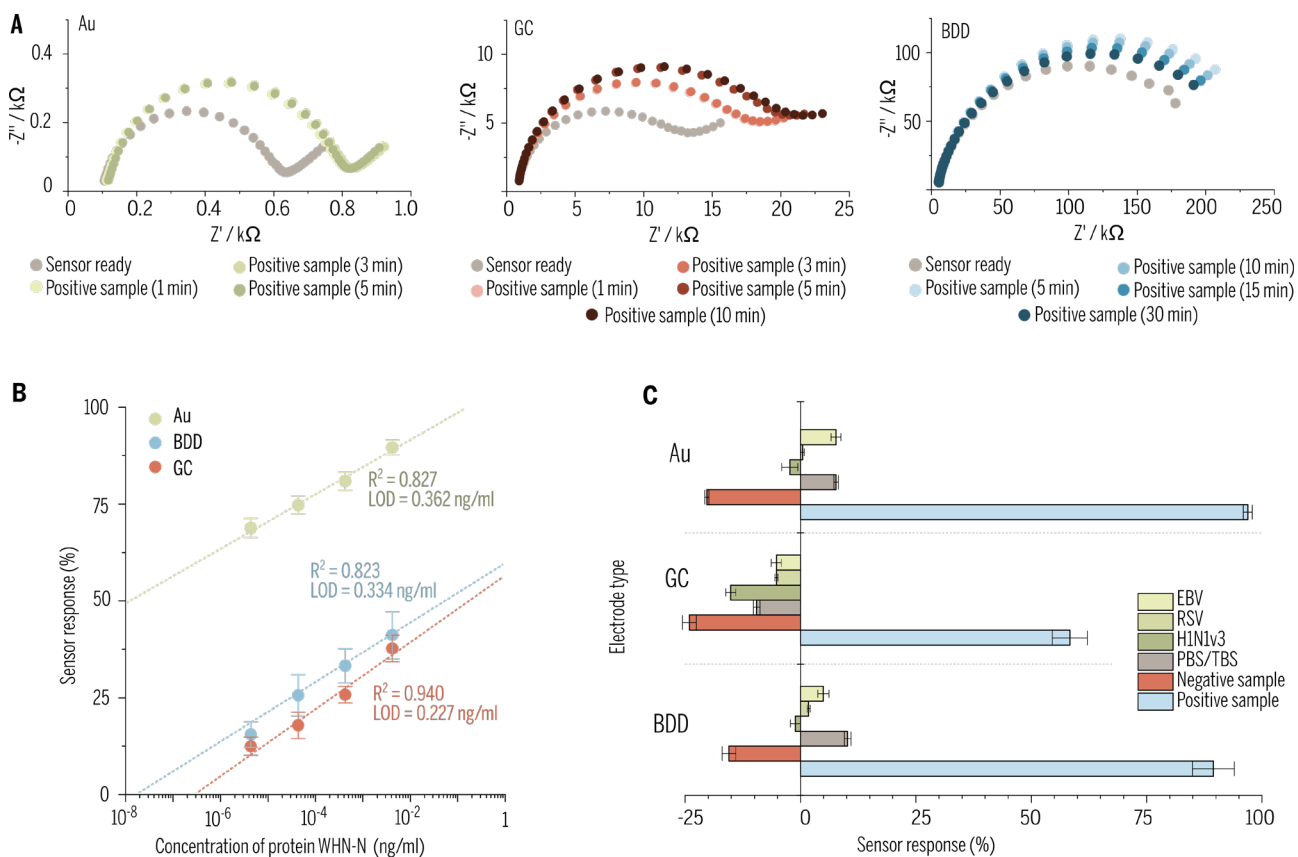 A
Au
-Z'' / kΩ
0.4
0.2
0
0
0.2
0.4
0.6
0.8
1.0
Z' / kΩ
Sensor ready
Positive sample (3 min)
Positive sample (1 min)
Positive sample (5 min)
GC
-Z'' / kΩ
10
5
0
0
5
10
15
20
25
Z' / kΩ
Sensor ready
Positive sample (3 min)
Positive sample (1 min)
Positive sample (5 min)
Positive sample (10 min)
BDD
-Z'' / kΩ
100
50
0
0
25
50
75
100
125
150
175
200
225
250
Z' / kΩ
Sensor ready
Positive sample (10 min)
Positive sample (5 min)
Positive sample (15 min)
Positive sample (30 min)
B
Sensor response (%)
100
75
50
25
0
Au
BDD
GC
R² = 0.827
LOD = 0.362 ng/ml
R² = 0.823
LOD = 0.334 ng/ml
R² = 0.940
LOD = 0.227 ng/ml
10⁻⁸
10⁻⁶
10⁻⁴
10⁻²
1
Concentration of protein WHN-N (ng/ml)
C
Electrode type
Au
GC
BDD
EBV
RSV
H1N1v3
PBS/TBS
Negative sample
Positive sample
-25
0
25
50
75
100
Sensor response (%)